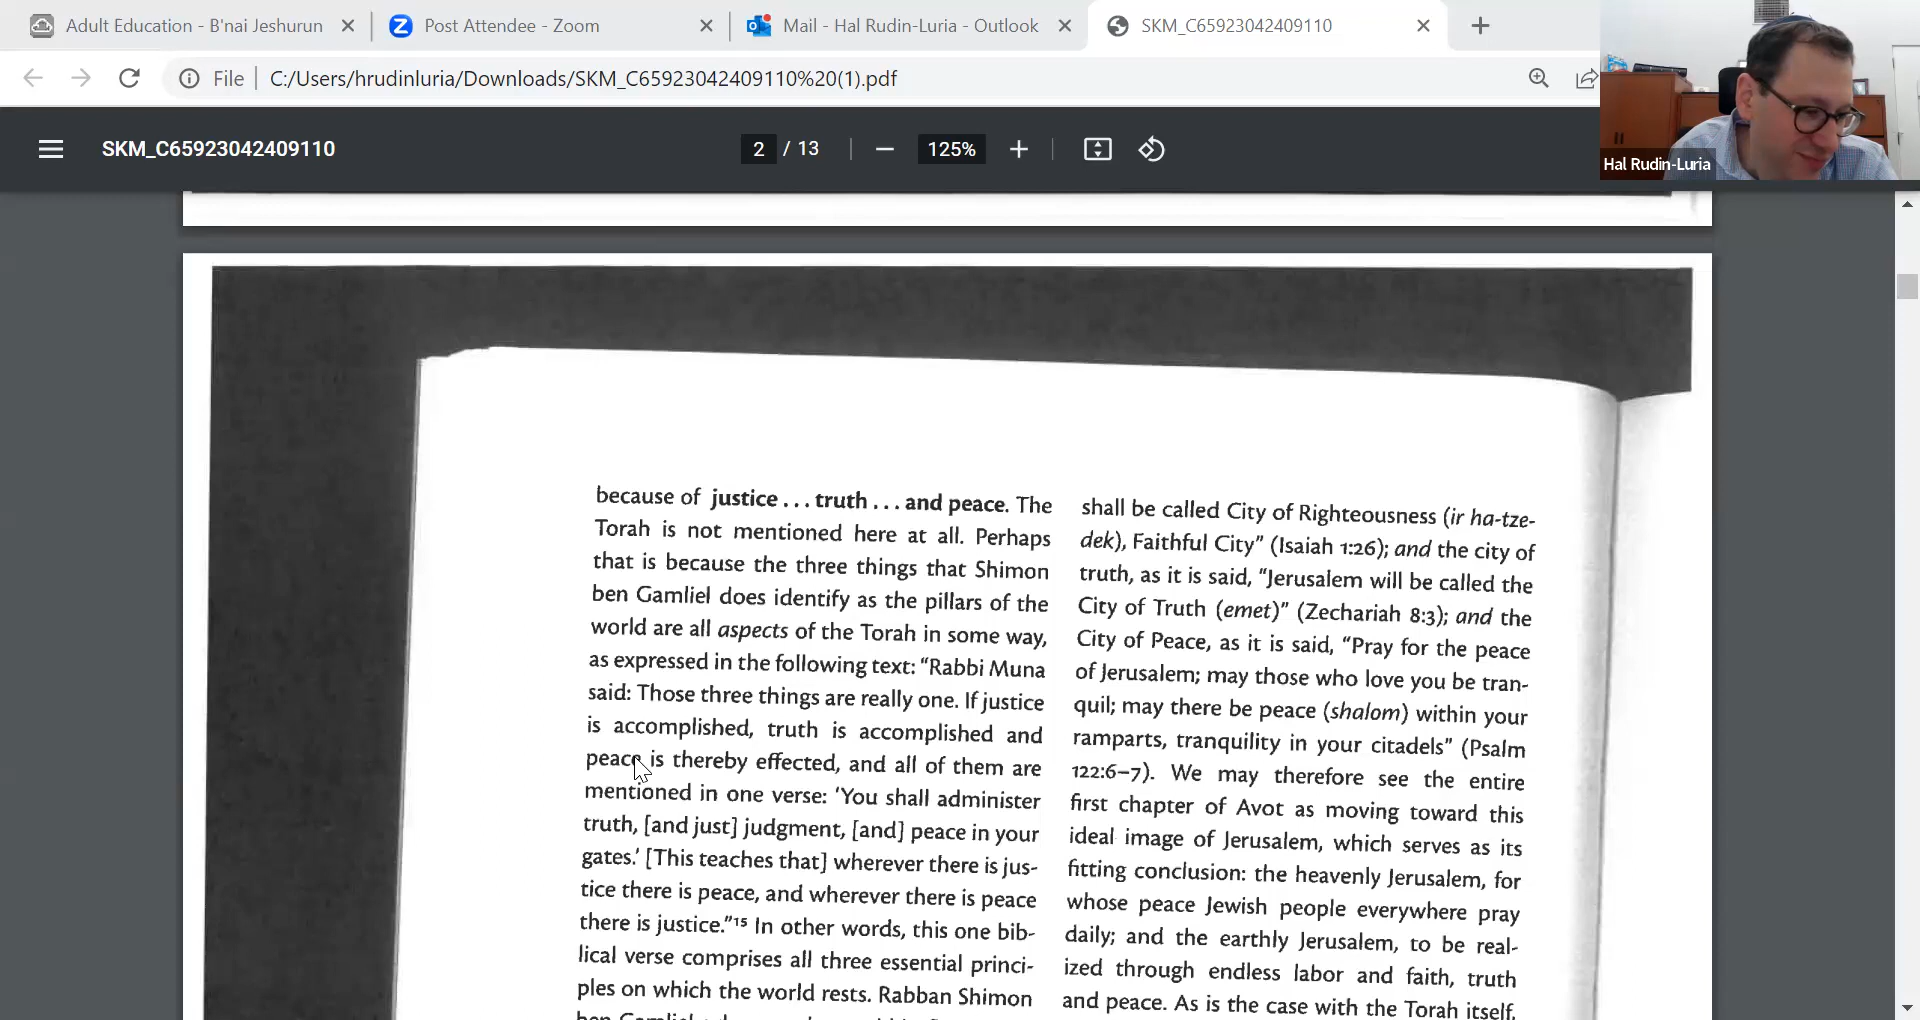 Adult Education - B'nai Jeshurun
Post Attendee - Zoom
Mail - Hal Rudin-Luria - Outlook
SKM_C65923042409110
File
C:/Users/hrudinluria/Downloads/SKM_C65923042409110%20(1).pdf
SKM_C65923042409110
2 / 13
125%
Hal Rudin-Luria
because of justice . . . truth . . . and peace. The
Torah is not mentioned here at all. Perhaps
that is because the three things that Shimon
ben Gamliel does identify as the pillars of the
world are all aspects of the Torah in some way,
as expressed in the following text: “Rabbi Muna
said: Those three things are really one. If justice
is accomplished, truth is accomplished and
peace is thereby effected, and all of them are
mentioned in one verse: ‘You shall administer
truth, [and just] judgment, [and] peace in your
gates.’ [This teaches that] wherever there is jus-
tice there is peace, and wherever there is peace
there is justice.”15 In other words, this one bib-
lical verse comprises all three essential princi-
ples on which the world rests. Rabban Shimon
shall be called City of Righteousness (ir ha-tze-
dek), Faithful City” (Isaiah 1:26); and the city of
truth, as it is said, “Jerusalem will be called the
City of Truth (emet)” (Zechariah 8:3); and the
City of Peace, as it is said, “Pray for the peace
of Jerusalem; may those who love you be tran-
quil; may there be peace (shalom) within your
ramparts, tranquility in your citadels” (Psalm
122:6–7). We may therefore see the entire
first chapter of Avot as moving toward this
ideal image of Jerusalem, which serves as its
fitting conclusion: the heavenly Jerusalem, for
whose peace Jewish people everywhere pray
daily; and the earthly Jerusalem, to be real-
ized through endless labor and faith, truth
and peace. As is the case with the Torah itself,